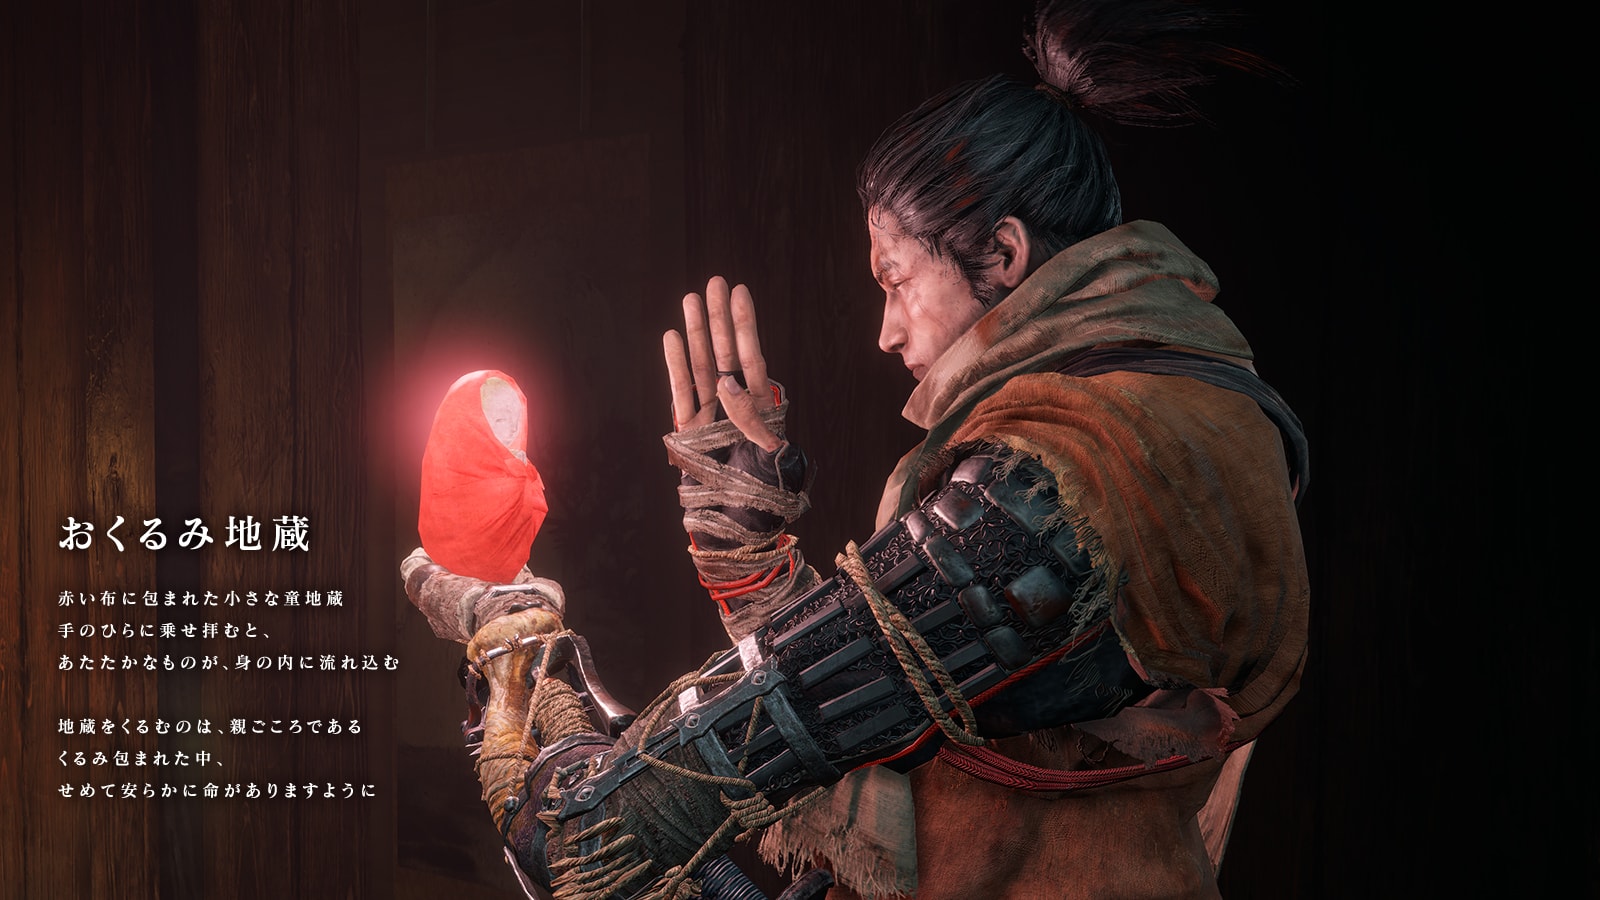 おくるみ地蔵
赤い布に包まれた小さな童地蔵
手のひらに乗せ拝むと、
あたたかなものが、身の内に流れ込む
地蔵をくるむのは、親ごころである
くるみ包まれた中、
せめて安らかに命がありますように